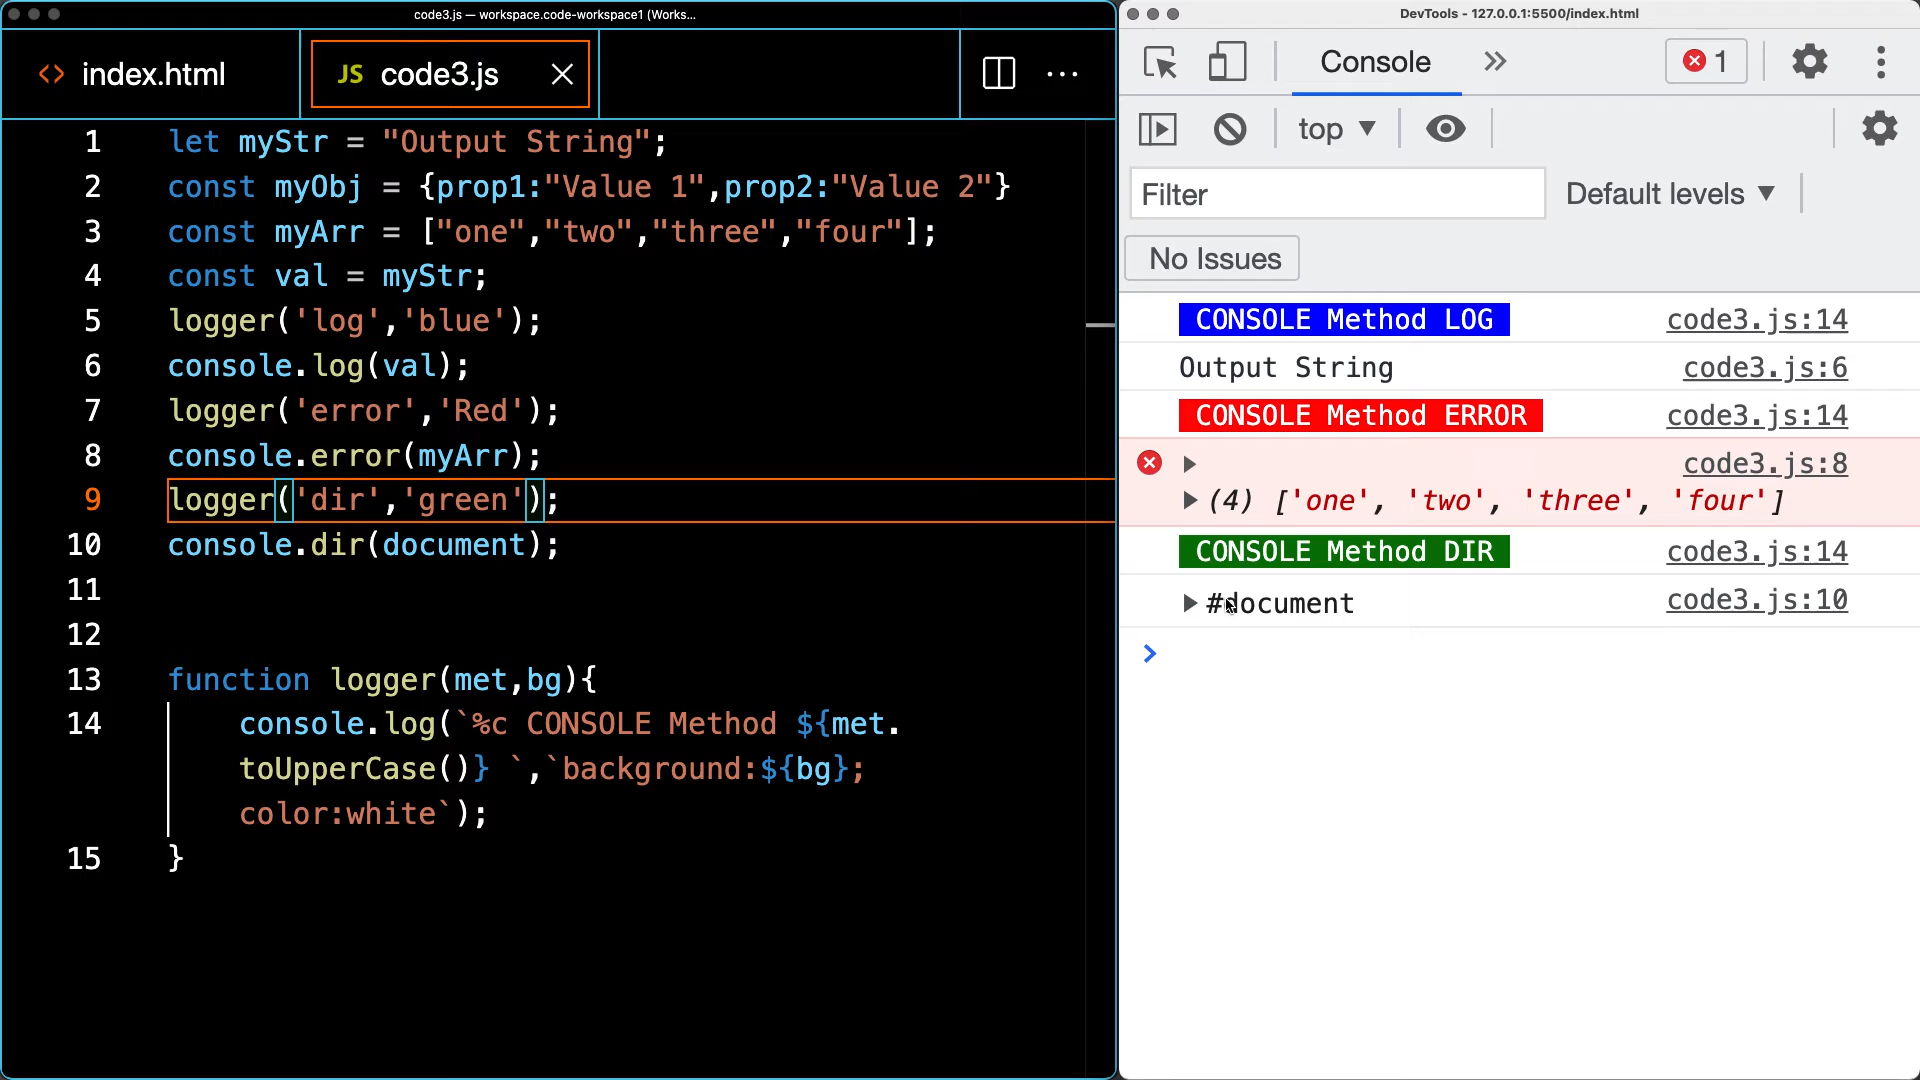 code3.js — workspace.code-workspace1 (Works...
index.html
JS code3.js
1 let myStr = "Output String";
2 const myObj = {prop1:"Value 1",prop2:"Value 2"}
3 const myArr = ["one","two","three","four"];
4 const val = myStr;
5 logger('log','blue');
6 console.log(val);
7 logger('error','Red');
8 console.error(myArr);
9 logger('dir','green');
10 console.dir(document);
11
12
13 function logger(met,bg){
14 console.log(`%c CONSOLE Method ${met.
toUpperCase()} `,`background:${bg};
color:white`);
15 }
DevTools - 127.0.0.1:5500/index.html
Console
1
top
Filter
Default levels
No Issues
CONSOLE Method LOG code3.js:14
Output String code3.js:6
CONSOLE Method ERROR code3.js:14
code3.js:8
(4) ['one', 'two', 'three', 'four']
CONSOLE Method DIR code3.js:14
#document code3.js:10